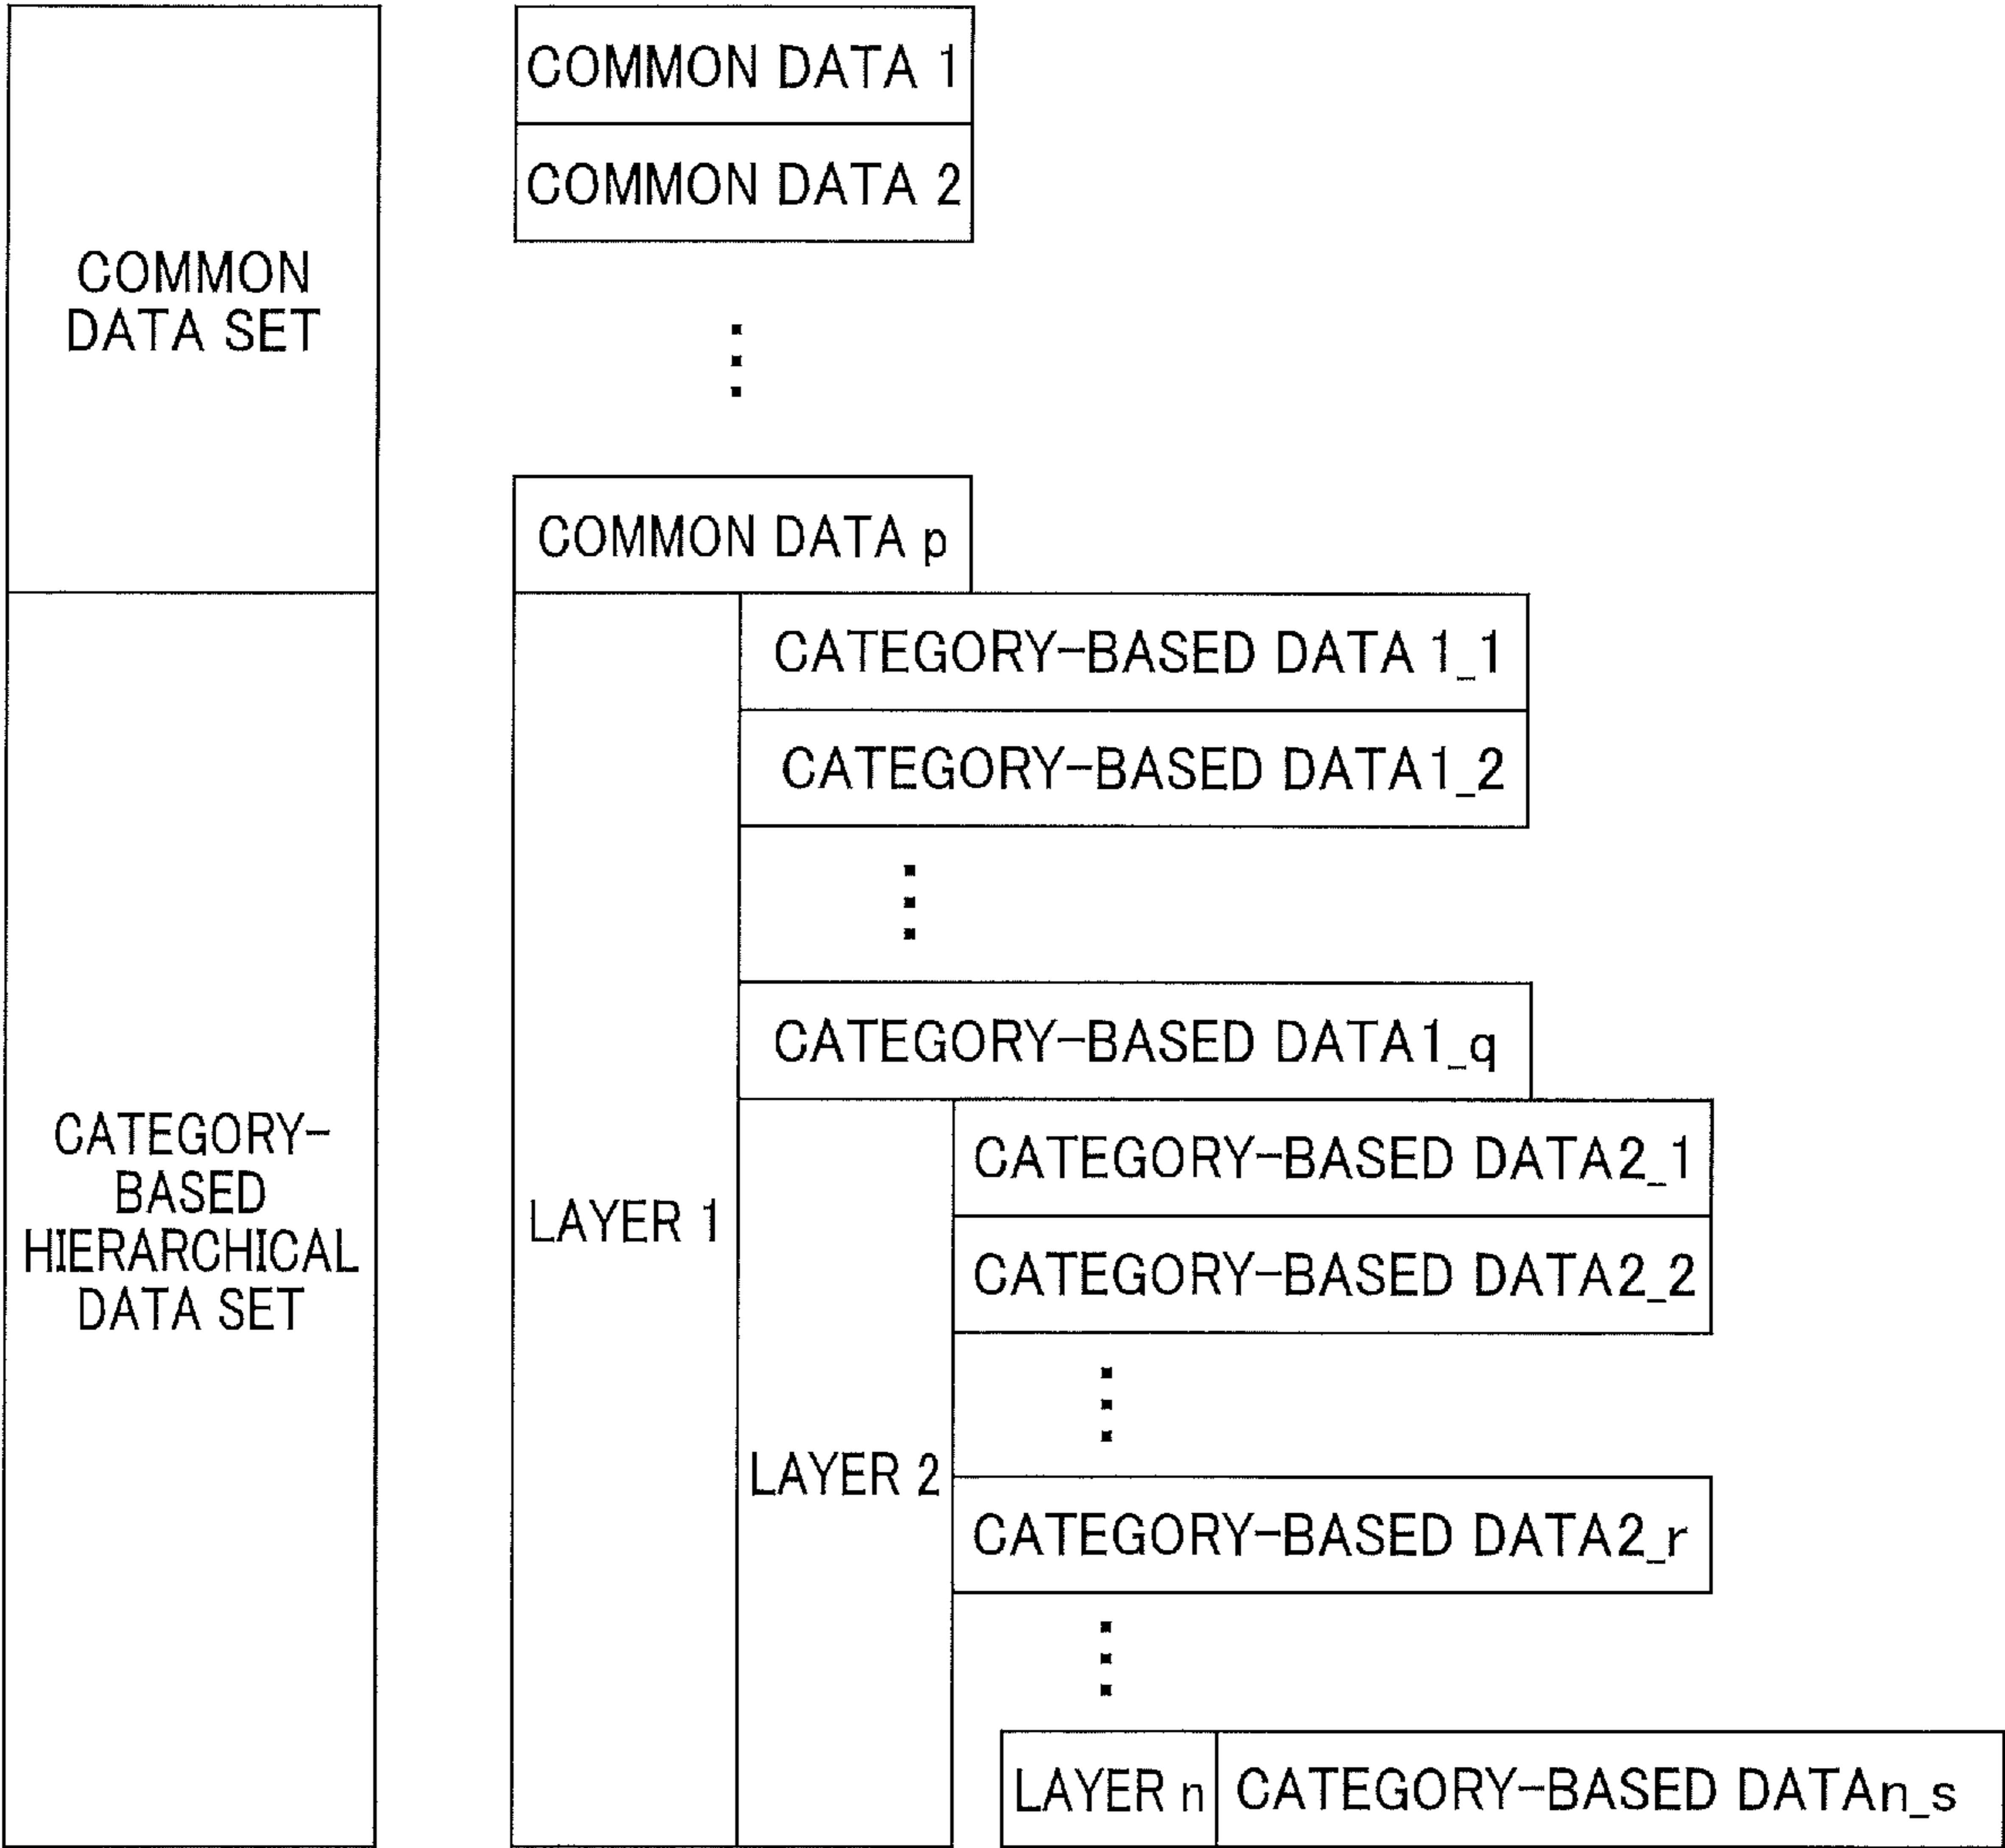 COMMON
DATA SET
COMMON DATA 1
COMMON DATA 2
COMMON DATA p
CATEGORY-
BASED
HIERARCHICAL
DATA SET
LAYER 1
CATEGORY-BASED DATA 1_1
CATEGORY-BASED DATA1_2
CATEGORY-BASED DATA1_q
LAYER 2
CATEGORY-BASED DATA2_1
CATEGORY-BASED DATA2_2
CATEGORY-BASED DATA2_r
LAYER n
CATEGORY-BASED DATAn_s